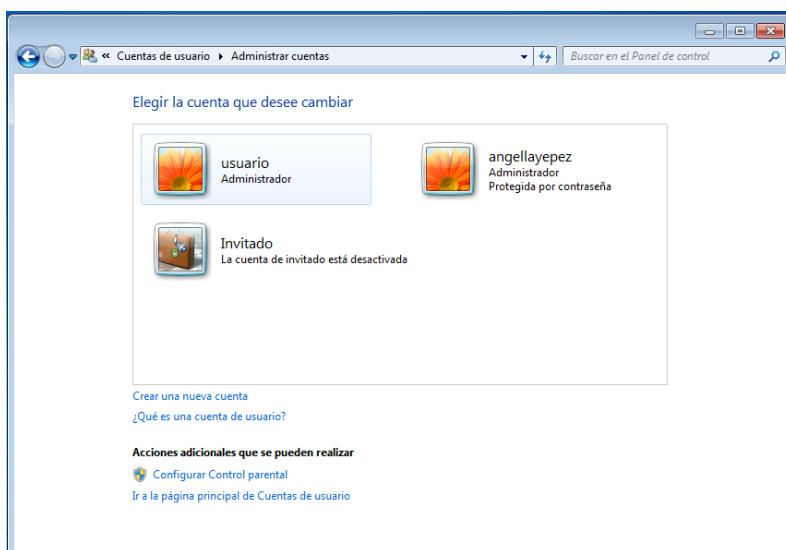 « Cuentas de usuario ▸ Administrar cuentas
Buscar en el Panel de control
Elegir la cuenta que desee cambiar
usuario
Administrador
angellayepez
Administrador
Protegida por contraseña
Invitado
La cuenta de invitado está desactivada
Crear una nueva cuenta
¿Qué es una cuenta de usuario?
Acciones adicionales que se pueden realizar
Configurar Control parental
Ir a la página principal de Cuentas de usuario